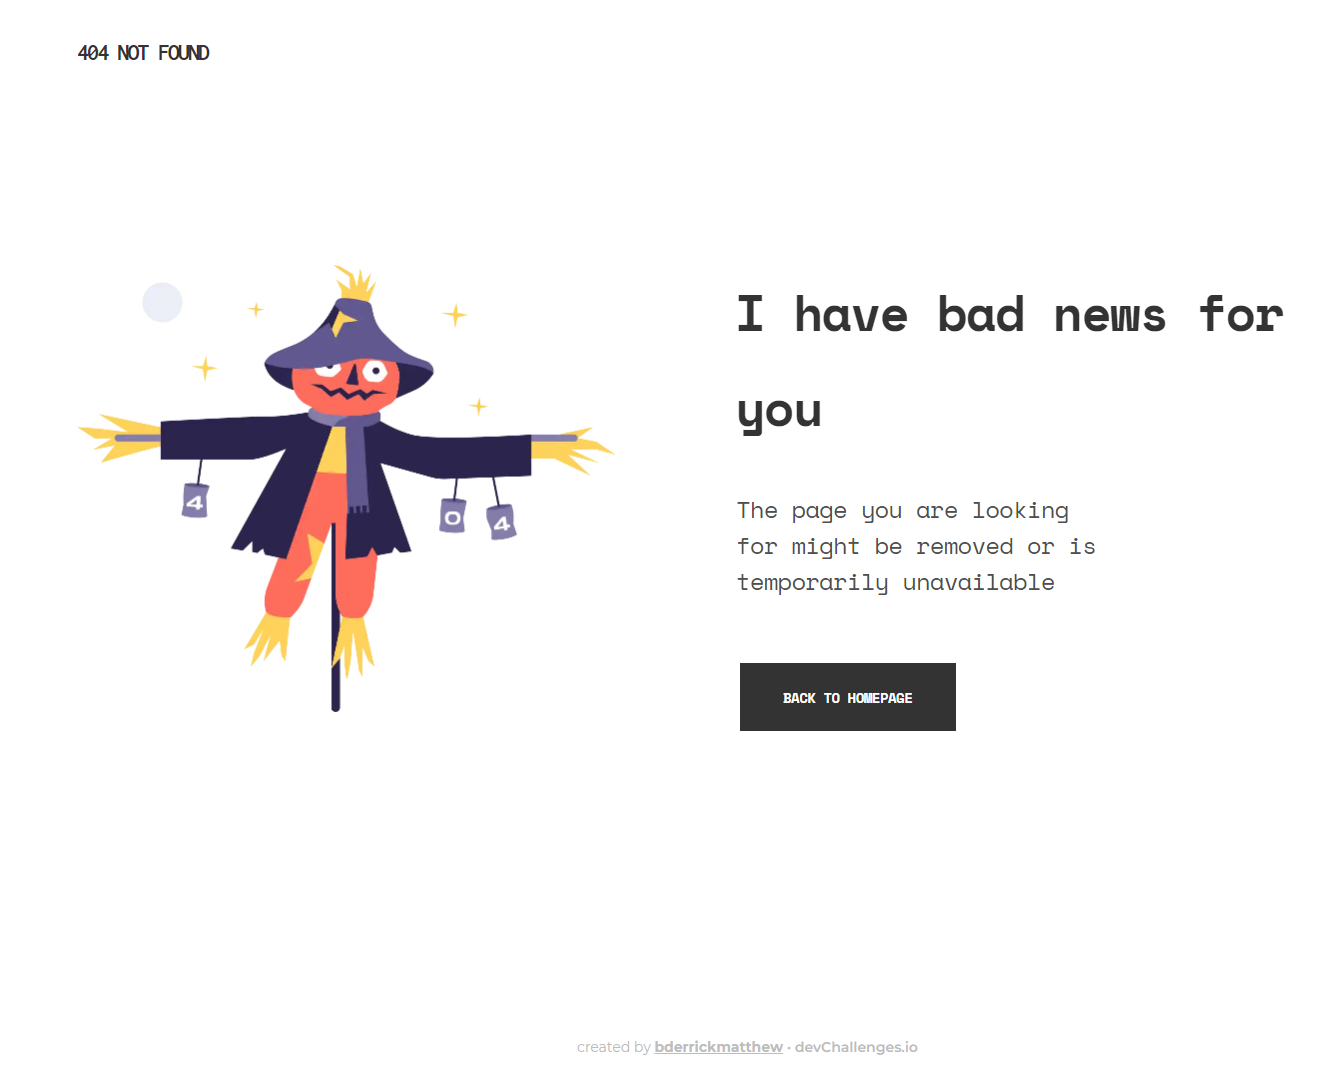 404 NOT FOUND
I have bad news for
you
The page you are looking
for might be removed or is
temporarily unavailable
4
0
4
BACK TO HOMEPAGE
created by bderrickmatthew · devChallenges.io